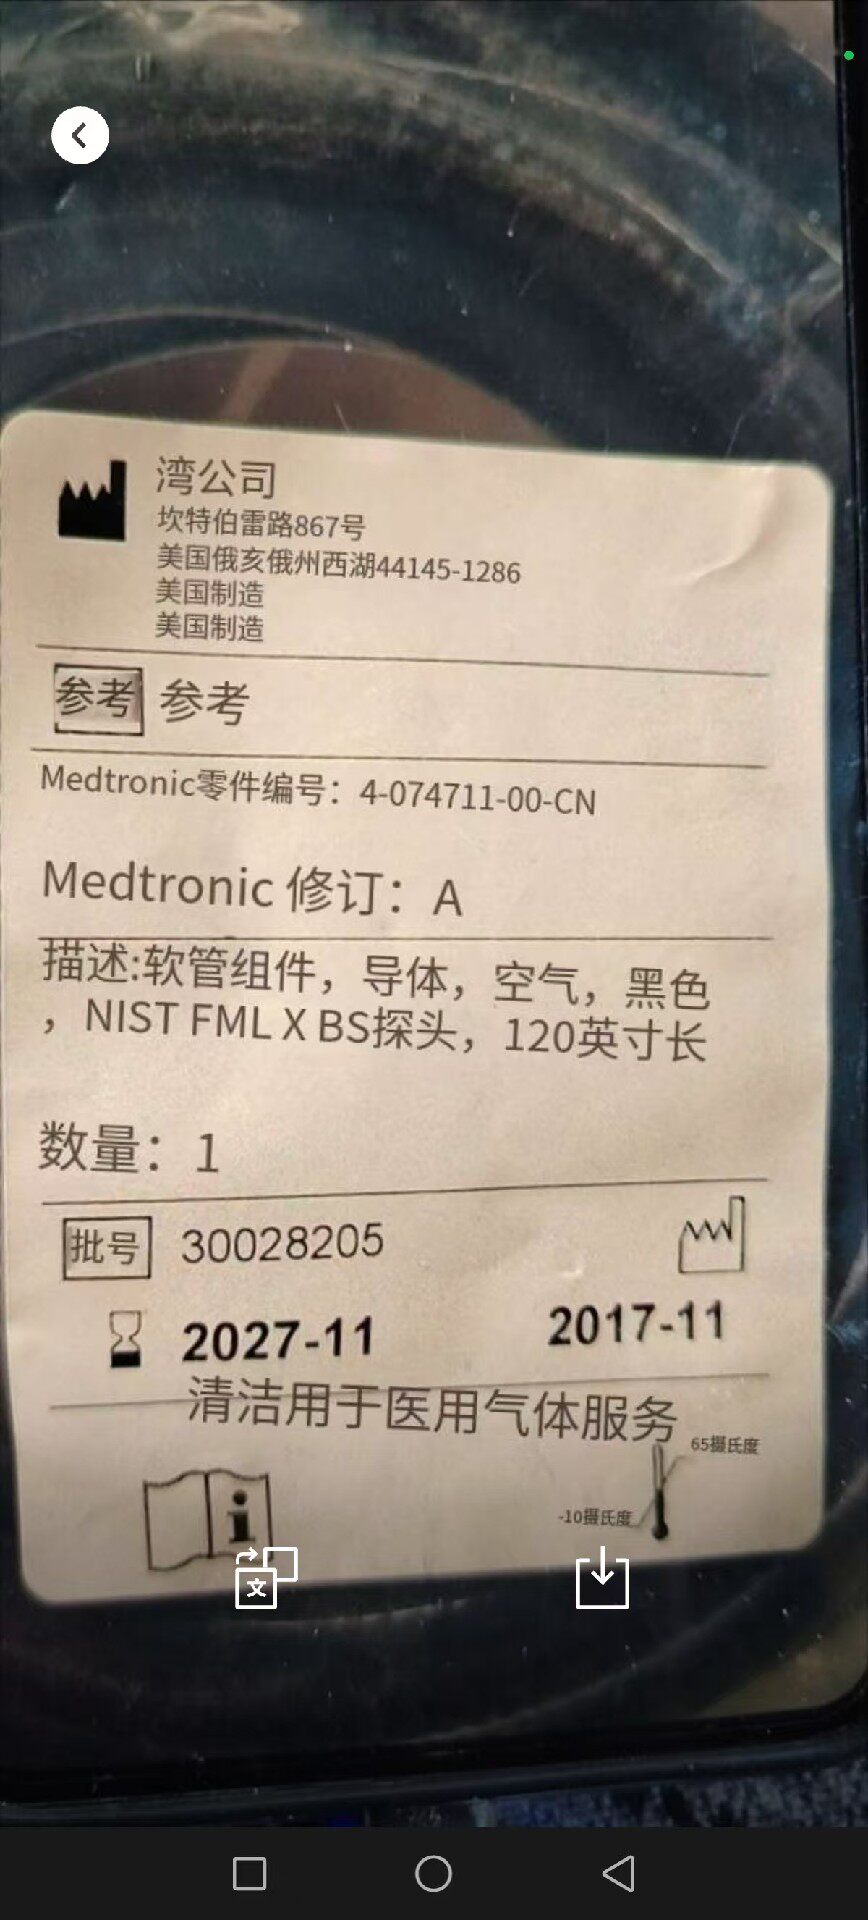 湾公司
坎特伯雷路867号
美国俄亥俄州西湖44145-1286
美国制造
美国制造
参考 参考
Medtronic零件编号：4-074711-00-CN
Medtronic 修订：A
描述:软管组件，导体，空气，黑色
，NIST FML X BS探头，120英寸长
数量：1
批号 30028205
2027-11
2017-11
清洁用于医用气体服务
65摄氏度
-10摄氏度
文